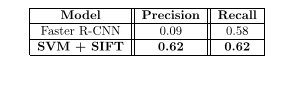 Model Precision Recall
Faster R-CNN 0.09 0.58
SVM + SIFT 0.62 0.62